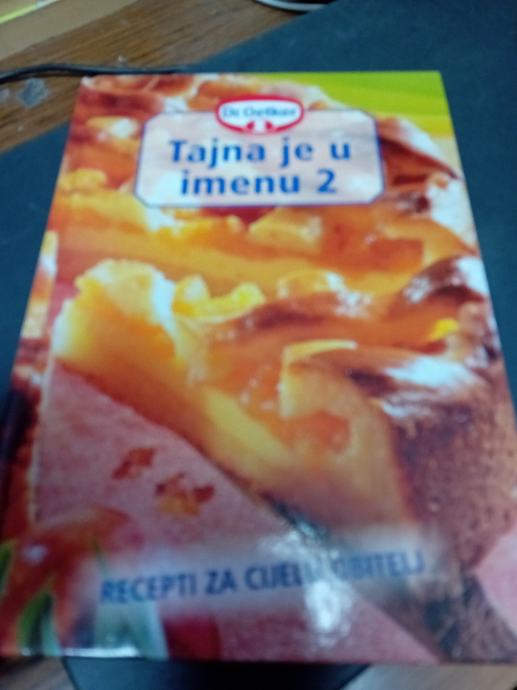 Dr. Oetker
Tajna je u
imenu 2
RECEPTI ZA CIJELU OBITELJ